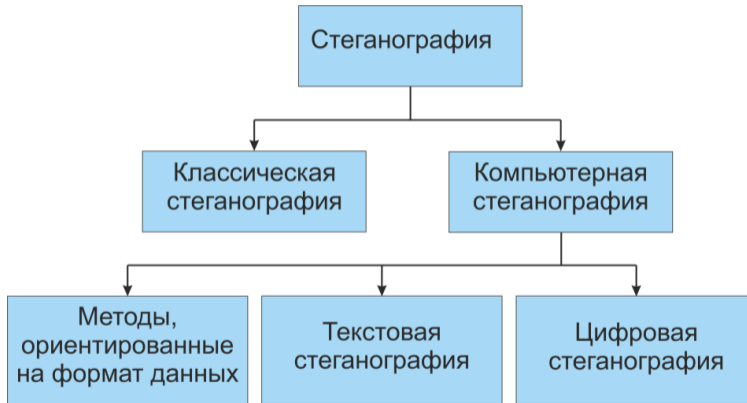 Стеганография
Классическая
стеганография
Компьютерная
стеганография
Методы,
ориентированные
на формат данных
Текстовая
стеганография
Цифровая
стеганография